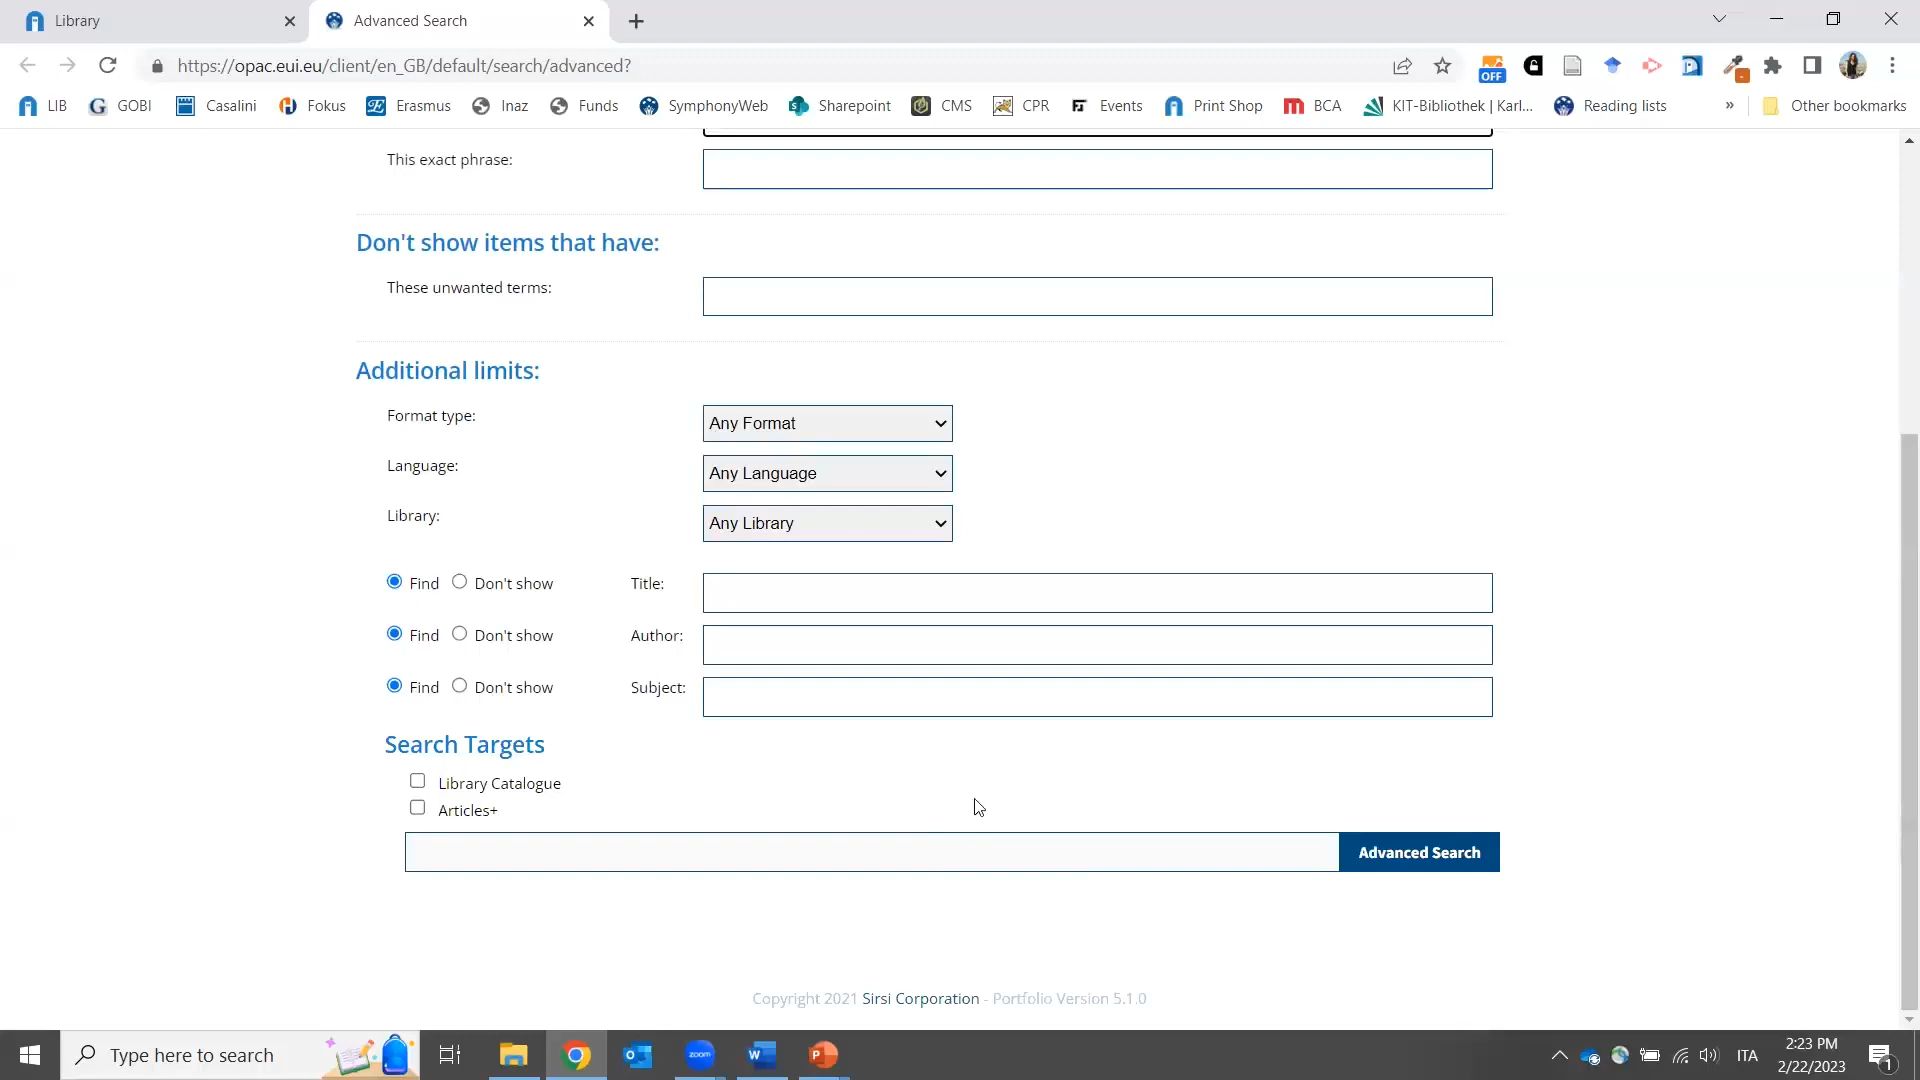 Library
Advanced Search
https://opac.eui.eu/client/en_GB/default/search/advanced?
OFF
LIB GOBI Casalini Fokus Erasmus Inaz Funds SymphonyWeb Sharepoint CMS CPR Events Print Shop BCA KIT-Bibliothek | Karl... Reading lists » Other bookmarks
This exact phrase:
Don't show items that have:
These unwanted terms:
Additional limits:
Format type: Any Format
Language: Any Language
Library: Any Library
Find Don't show Title:
Find Don't show Author:
Find Don't show Subject:
Search Targets
Library Catalogue
Articles+
Advanced Search
Copyright 2021 Sirsi Corporation - Portfolio Version 5.1.0
Type here to search
zoom
ITA
2:23 PM
2/22/2023
1